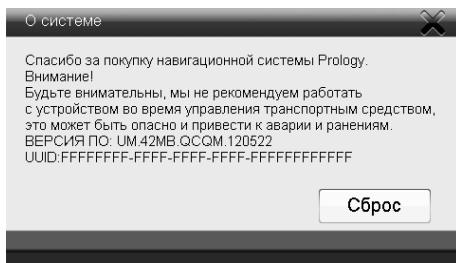 О системе
Спасибо за покупку навигационной системы Prology.
Внимание!
Будьте внимательны, мы не рекомендуем работать
с устройством во время управления транспортным средством,
это может быть опасно и привести к аварии и ранениям.
ВЕРСИЯ ПО: UM.42MB.QCQM.120522
UUID:FFFFFFFF-FFFF-FFFF-FFFF-FFFFFFFFFFFF
Сброс